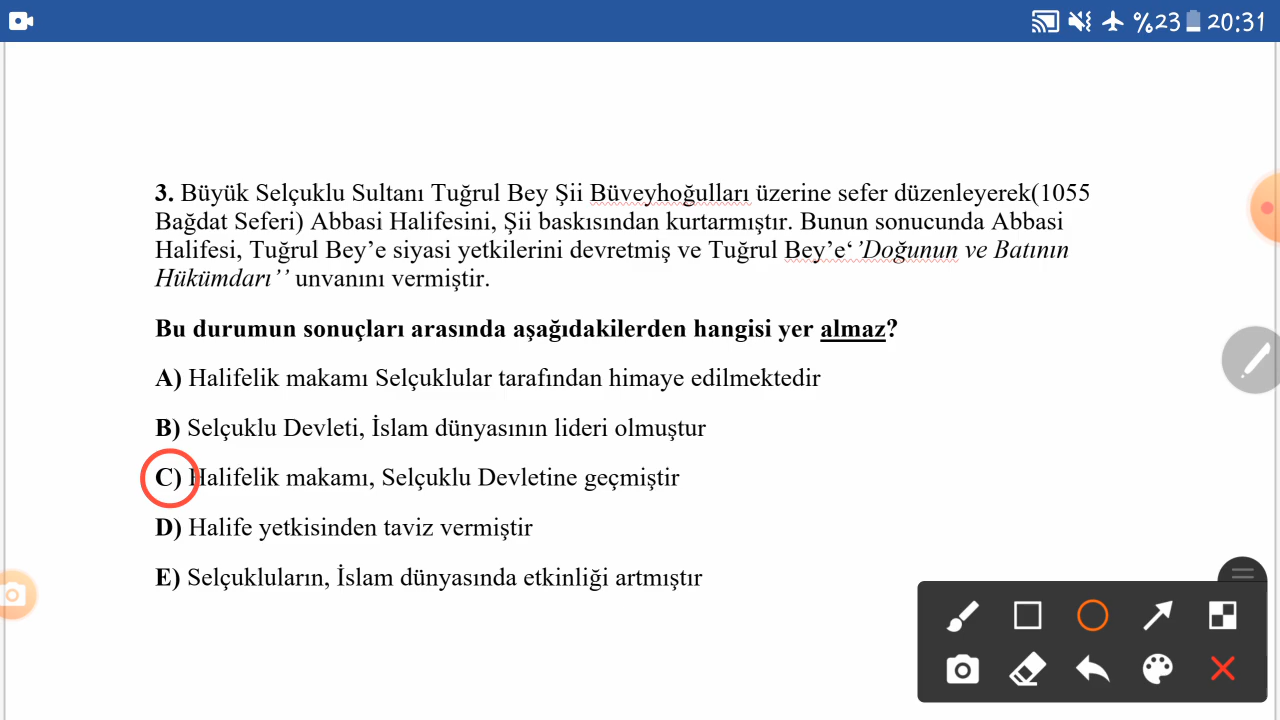 %23 20:31
3. Büyük Selçuklu Sultanı Tuğrul Bey Şii Büveyhoğulları üzerine sefer düzenleyerek(1055
Bağdat Seferi) Abbasi Halifesini, Şii baskısından kurtarmıştır. Bunun sonucunda Abbasi
Halifesi, Tuğrul Bey’e siyasi yetkilerini devretmiş ve Tuğrul Bey’e‘’Doğunun ve Batının
Hükümdarı’’ unvanını vermiştir.
Bu durumun sonuçları arasında aşağıdakilerden hangisi yer almaz?
A) Halifelik makamı Selçuklular tarafından himaye edilmektedir
B) Selçuklu Devleti, İslam dünyasının lideri olmuştur
C) Halifelik makamı, Selçuklu Devletine geçmiştir
D) Halife yetkisinden taviz vermiştir
E) Selçukluların, İslam dünyasında etkinliği artmıştır